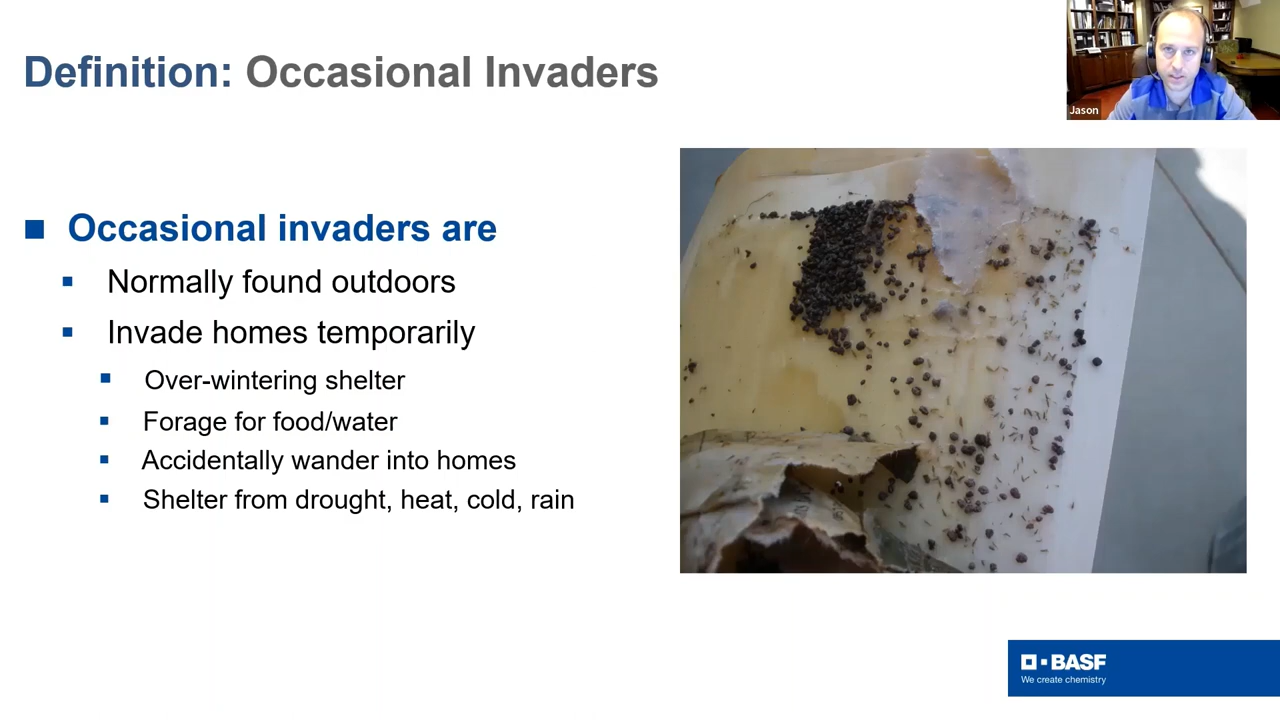 Definition: Occasional Invaders
Jason
Occasional invaders are
Normally found outdoors
Invade homes temporarily
Over-wintering shelter
Forage for food/water
Accidentally wander into homes
Shelter from drought, heat, cold, rain
BASF
We create chemistry